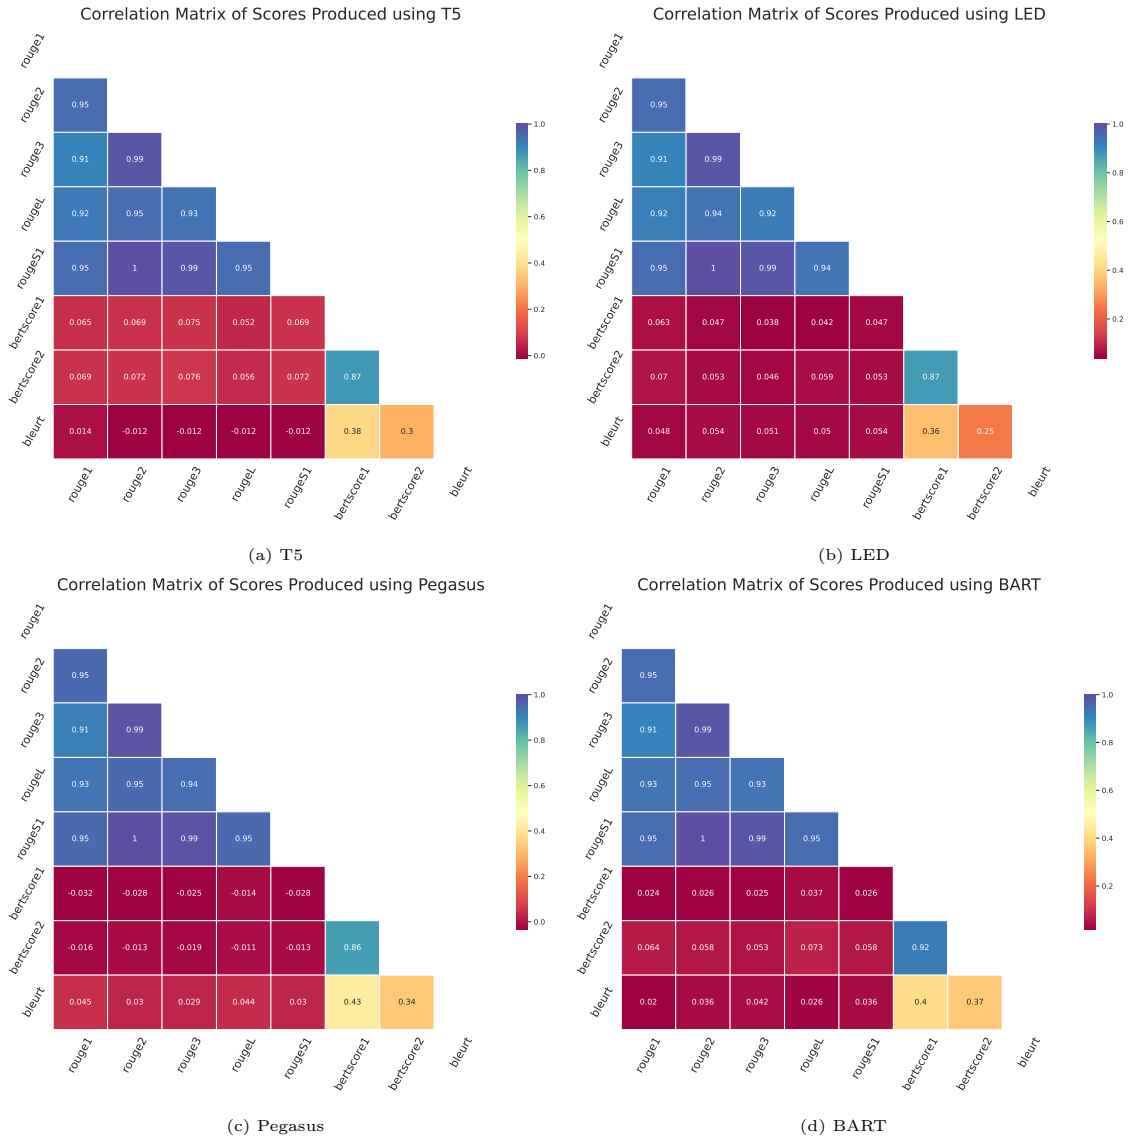 Correlation Matrix of Scores Produced using T5
rouge1
rouge2
0.95
rouge3
0.91 0.99
rougeL
0.92 0.95 0.93
rougeS1
0.95 1 0.99 0.95
bertscore1
0.065 0.069 0.075 0.052 0.069
bertscore2
0.069 0.072 0.076 0.056 0.072 0.87
bleurt
0.014 -0.012 -0.012 -0.012 -0.012 0.38 0.3
rouge1 rouge2 rouge3 rougeL rougeS1 bertscore1 bertscore2 bleurt
1.0
0.8
0.6
0.4
0.2
0.0
(a) T5
Correlation Matrix of Scores Produced using LED
rouge1
rouge2
0.95
rouge3
0.91 0.99
rougeL
0.92 0.94 0.92
rougeS1
0.95 1 0.99 0.94
bertscore1
0.063 0.047 0.038 0.042 0.047
bertscore2
0.07 0.053 0.046 0.059 0.053 0.87
bleurt
0.048 0.054 0.051 0.05 0.054 0.36 0.25
rouge1 rouge2 rouge3 rougeL rougeS1 bertscore1 bertscore2 bleurt
1.0
0.8
0.6
0.4
0.2
(b) LED
Correlation Matrix of Scores Produced using Pegasus
rouge1
rouge2
0.95
rouge3
0.91 0.99
rougeL
0.93 0.95 0.94
rougeS1
0.95 1 0.99 0.95
bertscore1
-0.032 -0.028 -0.025 -0.014 -0.028
bertscore2
-0.016 -0.013 -0.019 -0.011 -0.013 0.86
bleurt
0.045 0.03 0.029 0.044 0.03 0.43 0.34
rouge1 rouge2 rouge3 rougeL rougeS1 bertscore1 bertscore2 bleurt
1.0
0.8
0.6
0.4
0.2
0.0
(c) Pegasus
Correlation Matrix of Scores Produced using BART
rouge1
rouge2
0.95
rouge3
0.91 0.99
rougeL
0.93 0.95 0.93
rougeS1
0.95 1 0.99 0.95
bertscore1
0.024 0.026 0.025 0.037 0.026
bertscore2
0.064 0.058 0.053 0.073 0.058 0.92
bleurt
0.02 0.036 0.042 0.026 0.036 0.4 0.37
rouge1 rouge2 rouge3 rougeL rougeS1 bertscore1 bertscore2 bleurt
1.0
0.8
0.6
0.4
0.2
(d) BART